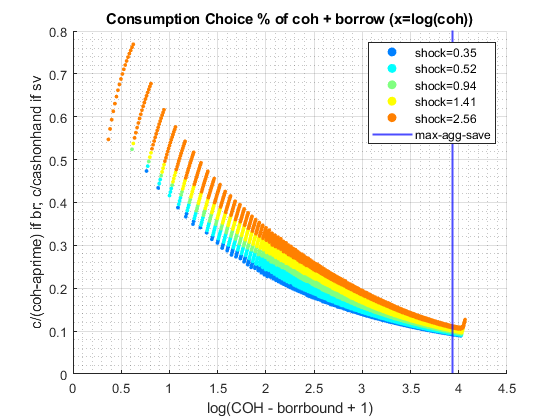 Consumption Choice % of coh + borrow (x=log(coh))
c/(coh-aprime) if br, c/cashonhand if sv
0.8
0.7
0.6
0.5
0.4
0.3
0.2
0.1
0
shock=0.35
shock=0.52
shock=0.94
shock=1.41
shock=2.56
max-agg-save
0 0.5 1 1.5 2 2.5 3 3.5 4 4.5
log(COH - borrbound + 1)